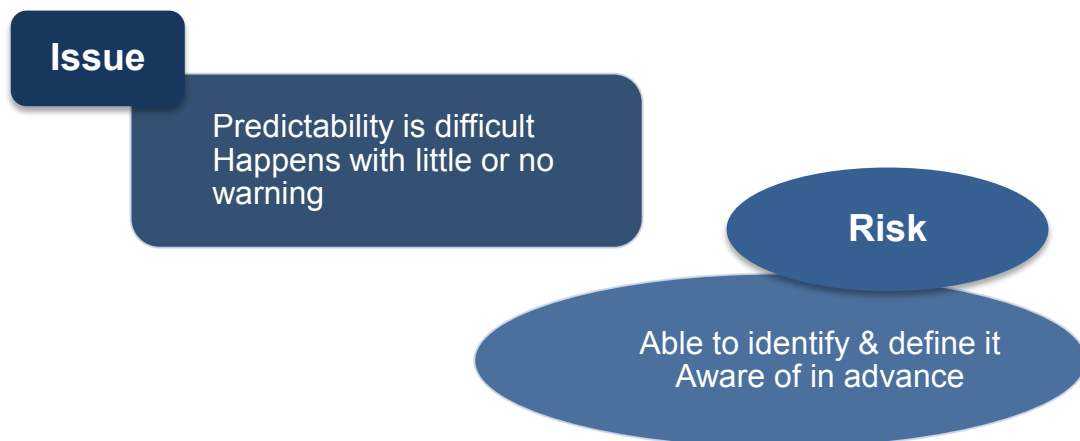 Issue
Predictability is difficult
Happens with little or no
warning
Risk
Able to identify & define it
Aware of in advance